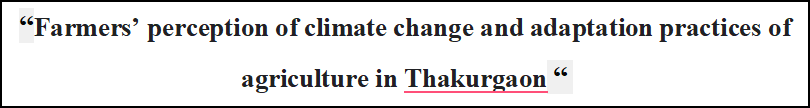 “Farmers’ perception of climate change and adaptation practices of
agriculture in Thakurgaon “